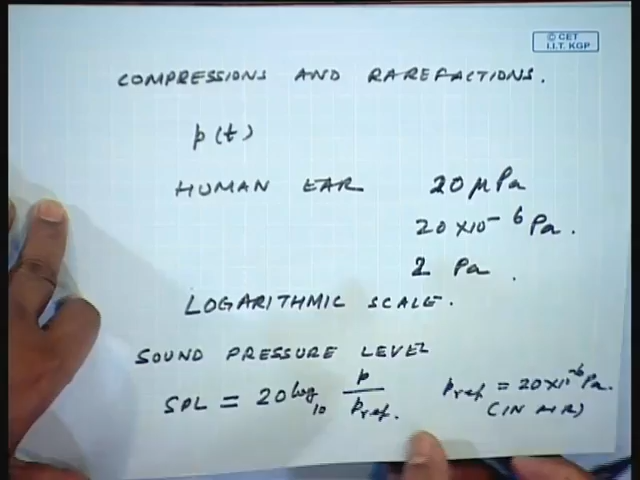 © CET
I.I.T. KGP
COMPRESSIONS AND RAREFACTIONS.
p(t)
HUMAN EAR 20 μPa
20 x10⁻⁶ Pa.
2 Pa.
LOGARITHMIC SCALE.
SOUND PRESSURE LEVEL
SPL = 20 log₁₀ p / pref. pref = 20x10⁻⁶ Pa.
(IN AIR)